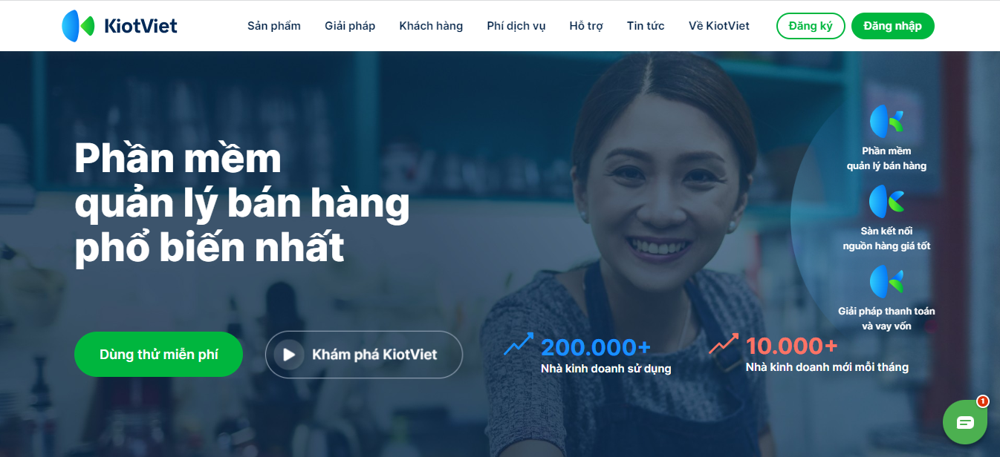 KiotViet
Sản phẩm
Giải pháp
Khách hàng
Phí dịch vụ
Hỗ trợ
Tin tức
Về KiotViet
Đăng ký
Đăng nhập
Phần mềm
quản lý bán hàng
phổ biến nhất
Dùng thử miễn phí
Khám phá KiotViet
200.000+
Nhà kinh doanh sử dụng
10.000+
Nhà kinh doanh mới mỗi tháng
Phần mềm
quản lý bán hàng
Sàn kết nối
nguồn hàng giá tốt
Giải pháp thanh toán
và vay vốn
1